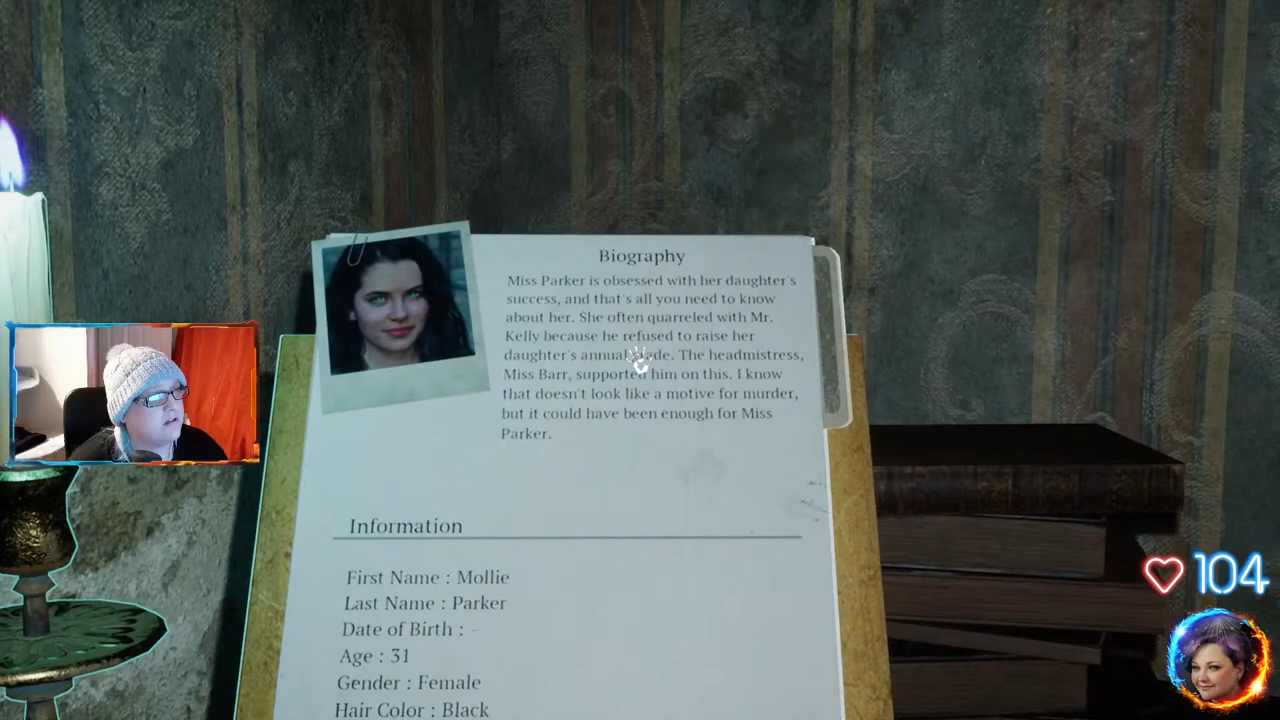 Biography
Miss Parker is obsessed with her daughter's
success, and that's all you need to know
about her. She often quarreled with Mr.
Kelly because he refused to raise her
daughter's annual grade. The headmistress,
Miss Barr, supported him on this. I know
that doesn't look like a motive for murder,
but it could have been enough for Miss
Parker.
Information
First Name : Mollie
Last Name : Parker
Date of Birth : -
Age : 31
Gender : Female
Hair Color : Black
104